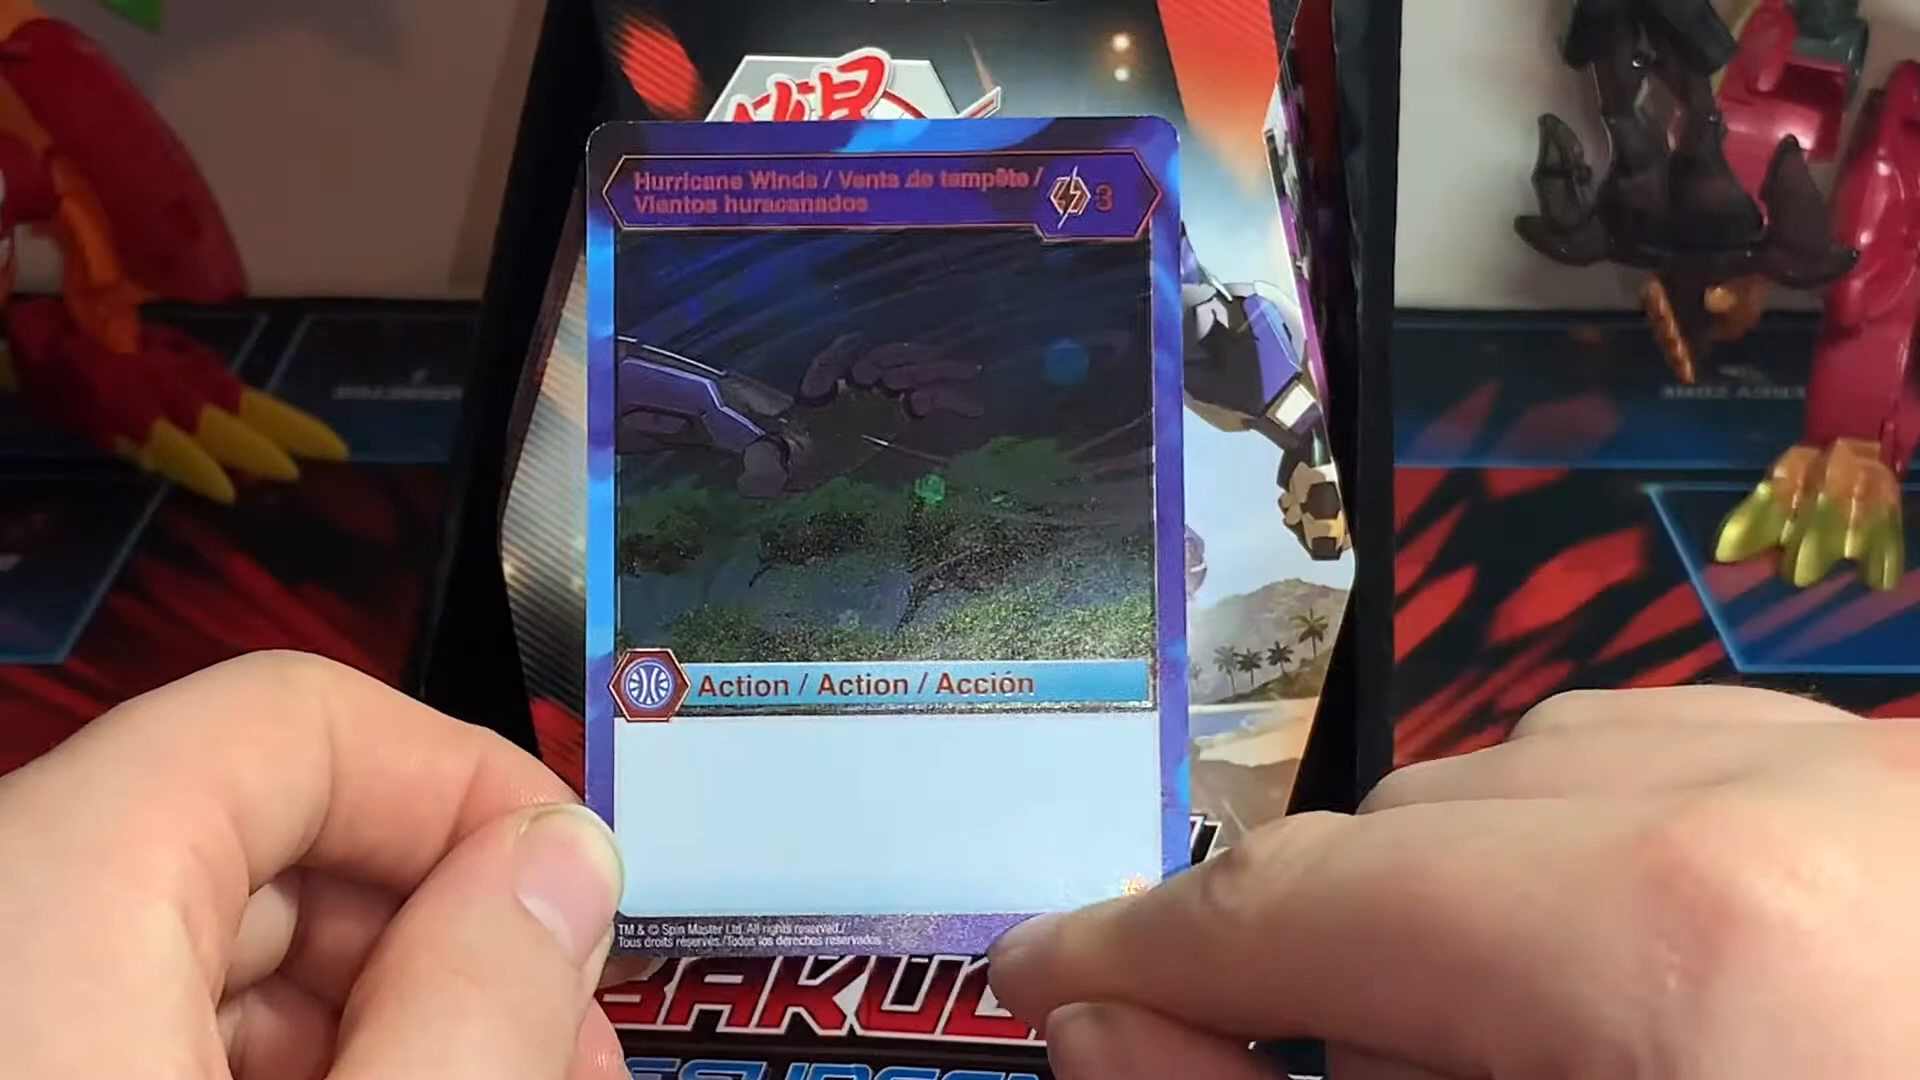 Hurricane Winds / Vents de tempête /
Vientos huracanados
3
Action / Action / Acción
TM & © Spin Master Ltd. All rights reserved./
Tous droits réservés./Todos los derechos reservados.
BAKUG